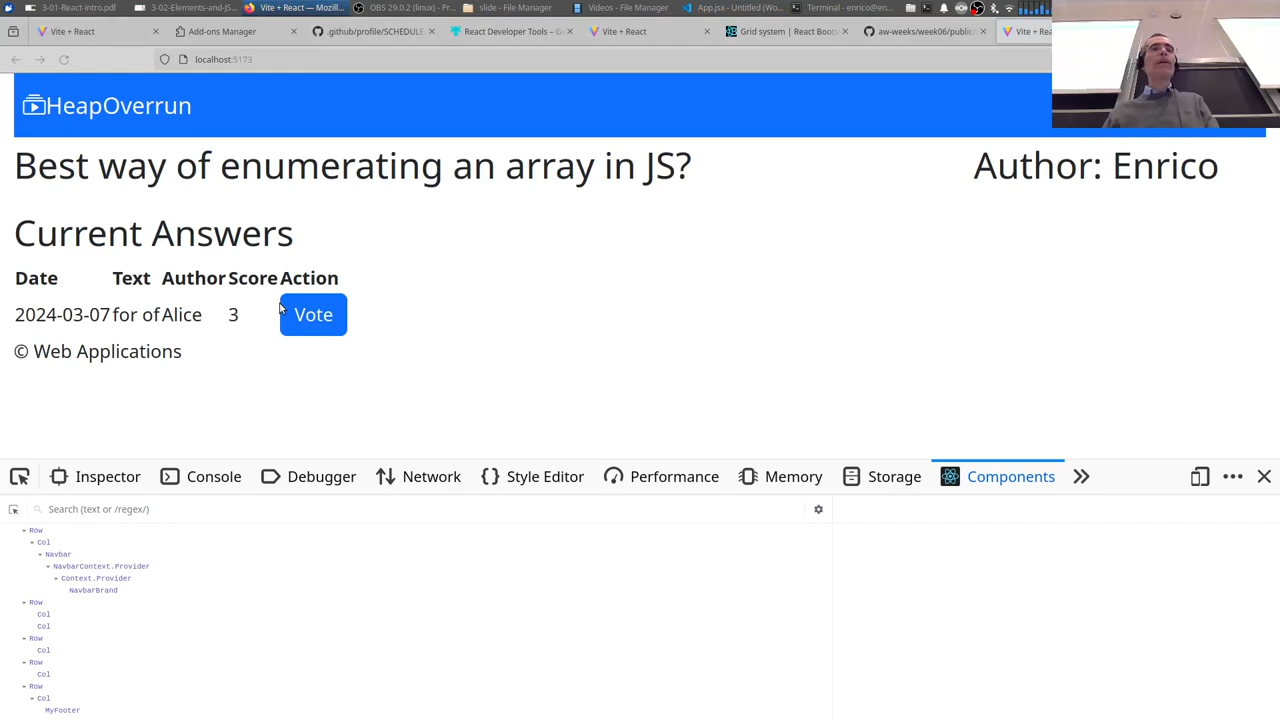 3-01-React-intro.pdf
3-02-Elements-and-JS...
Vite + React — Mozill...
OBS 29.0.2 (linux) - Pr...
slide - File Manager
Videos - File Manager
App.jsx - Untitled (Wo...
Terminal - enrico@en...
Vite + React
Add-ons Manager
.github/profile/SCHEDULE
React Developer Tools – G
Vite + React
Grid system | React Boots
aw-weeks/week06/public/
Vite + Rea
localhost:5173
HeapOverrun
Best way of enumerating an array in JS?
Author: Enrico
Current Answers
Date Text Author Score Action
2024-03-07 for of Alice 3 Vote
© Web Applications
Inspector Console Debugger Network Style Editor Performance Memory Storage Components
Search (text or /regex/)
Row
Col
Navbar
NavbarContext.Provider
Context.Provider
NavbarBrand
Row
Col
Col
Row
Col
Row
Col
Row
Col
MyFooter